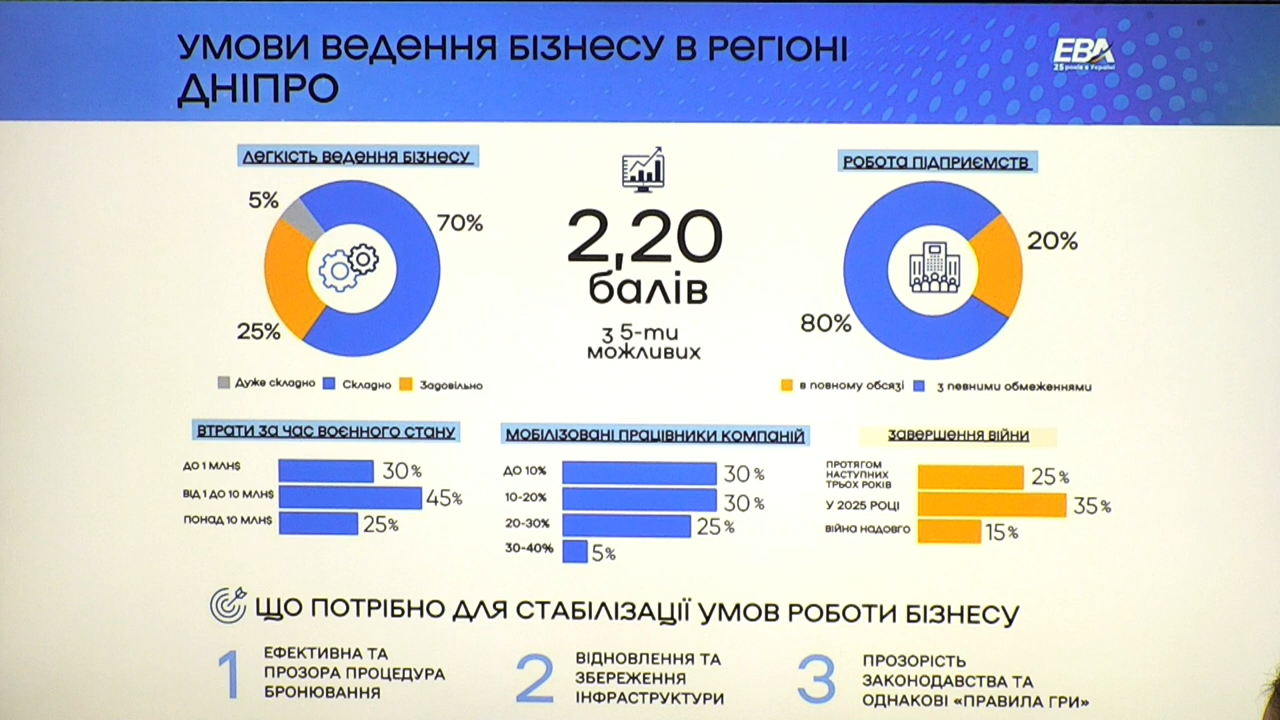 УМОВИ ВЕДЕННЯ БІЗНЕСУ В РЕГІОНІ
ДНІПРО
EBA
25 років в Україні
ЛЕГКІСТЬ ВЕДЕННЯ БІЗНЕСУ
5%
70%
25%
Дуже складно
Складно
Задовільно
2,20
балів
з 5-ти
можливих
РОБОТА ПІДПРИЄМСТВ
20%
80%
в повному обсязі
з певними обмеженнями
ВТРАТИ ЗА ЧАС ВОЄННОГО СТАНУ
ДО 1 МЛН$ 30%
ВІД 1 ДО 10 МЛН$ 45%
ПОНАД 10 МЛН$ 25%
МОБІЛІЗОВАНІ ПРАЦІВНИКИ КОМПАНІЙ
ДО 10% 30%
10-20% 30%
20-30% 25%
30-40% 5%
ЗАВЕРШЕННЯ ВІЙНИ
ПРОТЯГОМ
НАСТУПНИХ
ТРЬОХ РОКІВ
25%
У 2025 РОЦІ 35%
ВІЙНА НАДОВГО 15%
ЩО ПОТРІБНО ДЛЯ СТАБІЛІЗАЦІЇ УМОВ РОБОТИ БІЗНЕСУ
1
ЕФЕКТИВНА ТА
ПРОЗОРА ПРОЦЕДУРА
БРОНЮВАННЯ
2
ВІДНОВЛЕННЯ ТА
ЗБЕРЕЖЕННЯ
ІНФРАСТРУКТУРИ
3
ПРОЗОРІСТЬ
ЗАКОНОДАВСТВА ТА
ОДНАКОВІ «ПРАВИЛА ГРИ»